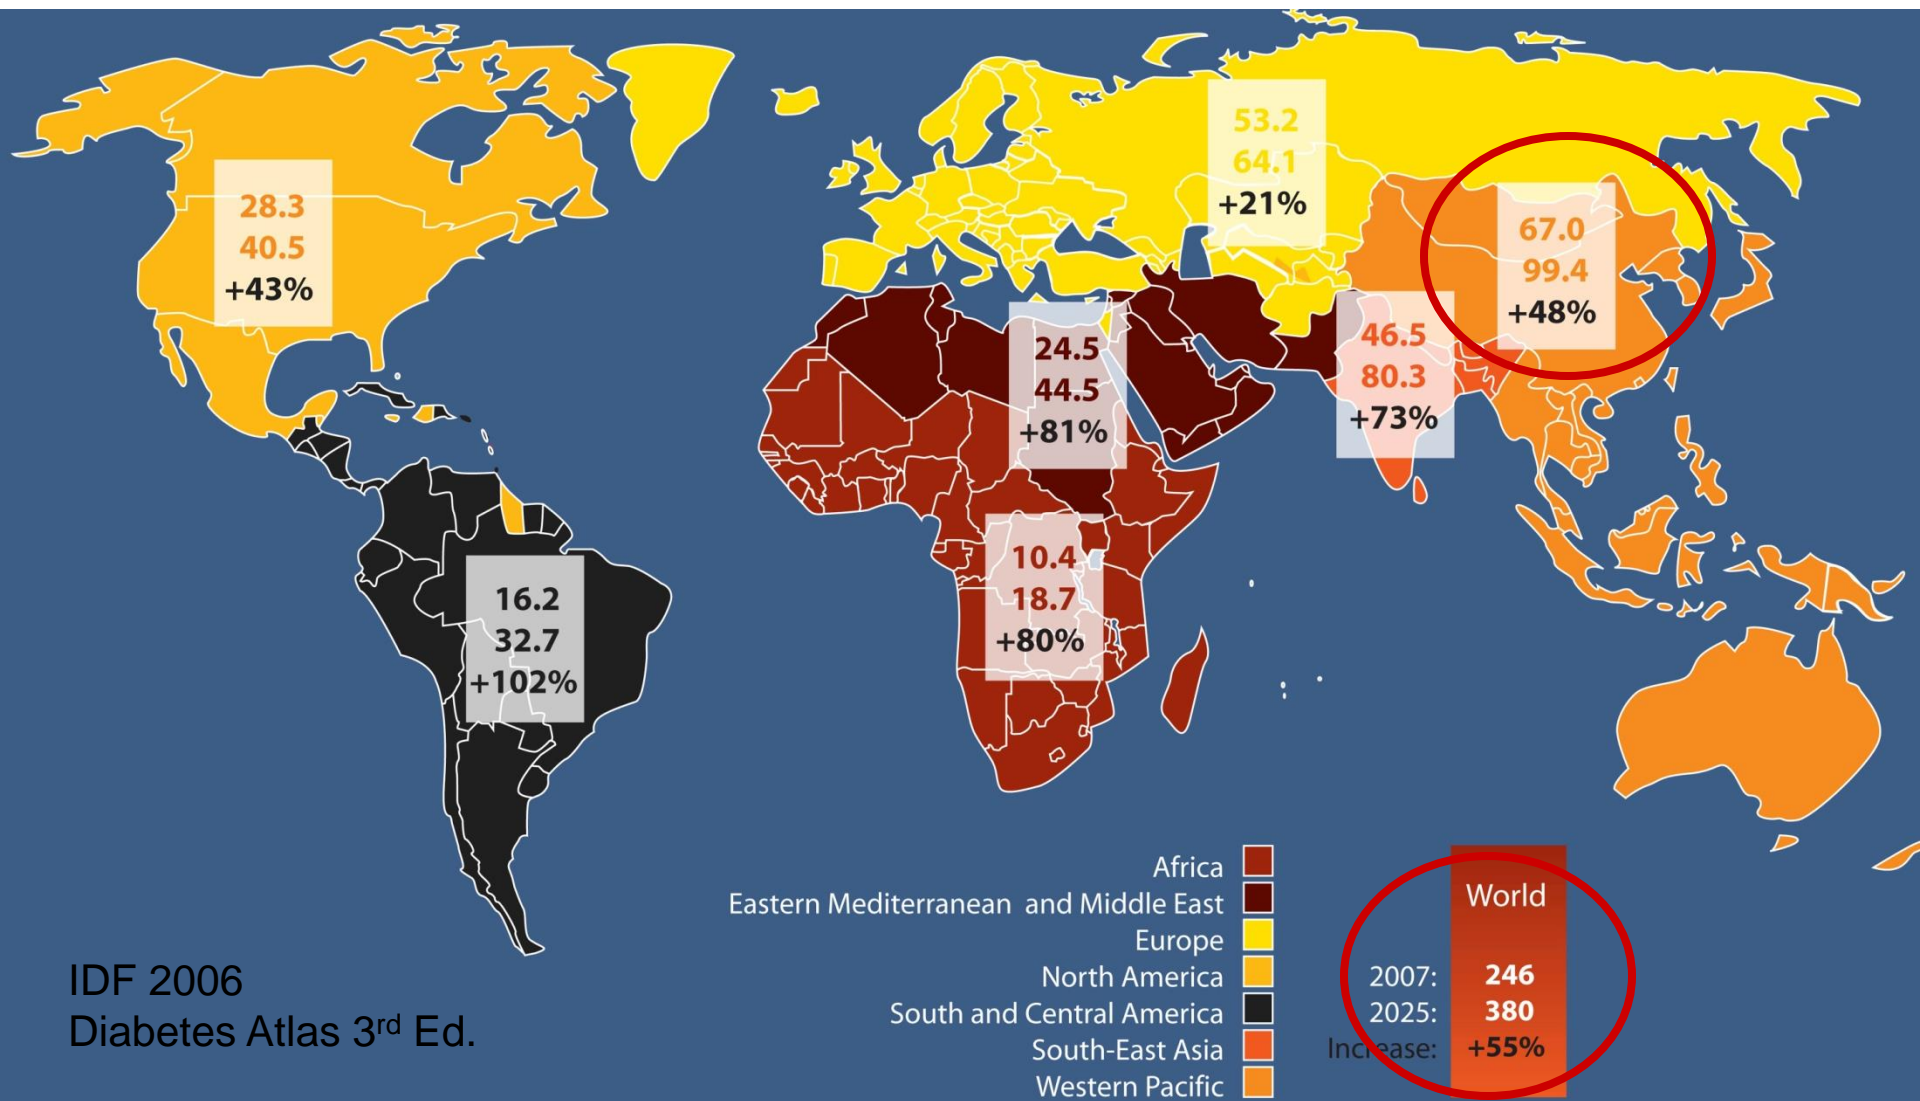 53.2
64.1
+21%
28.3
40.5
+43%
67.0
99.4
+48%
24.5
44.5
+81%
46.5
80.3
+73%
10.4
18.7
+80%
16.2
32.7
+102%
Africa
Eastern Mediterranean and Middle East
Europe
North America
South and Central America
South-East Asia
Western Pacific
World
2007: 246
2025: 380
Increase: +55%
IDF 2006
Diabetes Atlas 3rd Ed.